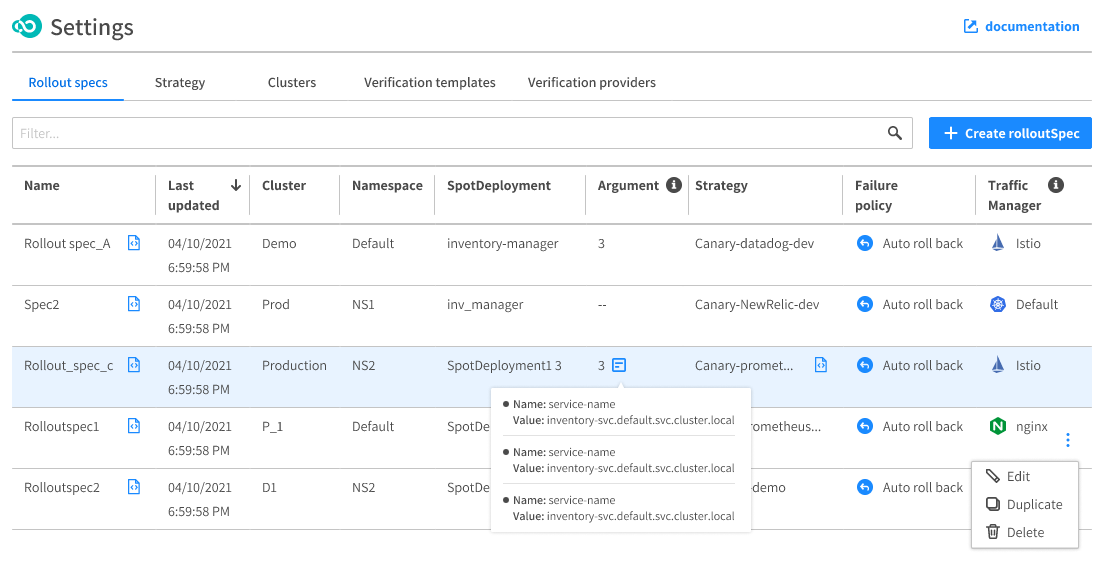 Settings
documentation
Rollout specs Strategy Clusters Verification templates Verification providers
Filter...
Create rolloutSpec
Name Last updated Cluster Namespace SpotDeployment Argument Strategy Failure policy Traffic Manager
Rollout spec_A 04/10/2021 Demo Default inventory-manager 3 Canary-datadog-dev Auto roll back Istio
6:59:58 PM
Spec2 04/10/2021 Prod NS1 inv_manager -- Canary-NewRelic-dev Auto roll back Default
6:59:58 PM
Rollout_spec_c 04/10/2021 Production NS2 SpotDeployment1 3 3 Canary-promet... Auto roll back Istio
6:59:58 PM
Name: service-name
Value: inventory-svc.default.svc.cluster.local
Name: service-name
Value: inventory-svc.default.svc.cluster.local
Name: service-name
Value: inventory-svc.default.svc.cluster.local
Rolloutspec1 04/10/2021 P_1 Default Auto roll back nginx
6:59:58 PM
Rolloutspec2 04/10/2021 D1 NS2 Auto roll back
6:59:58 PM
Edit
Duplicate
Delete